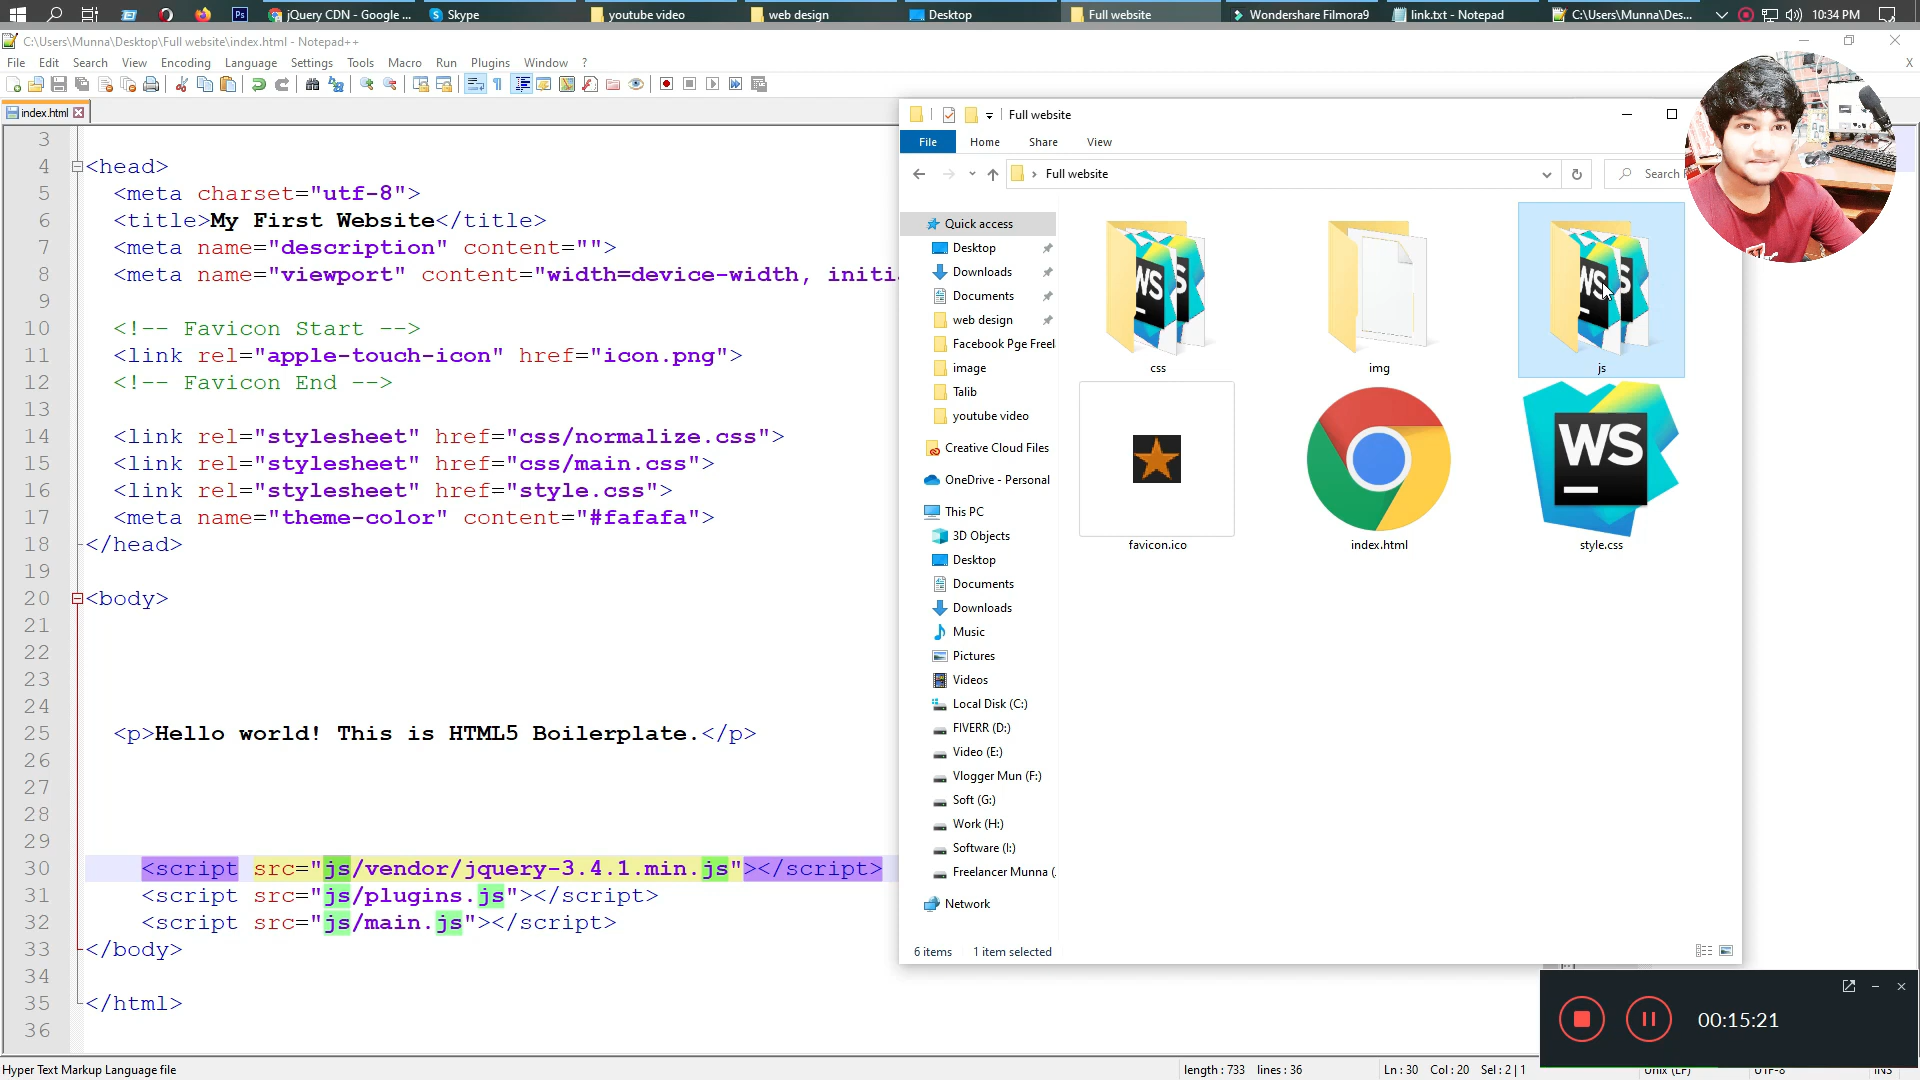 jQuery CDN - Google ...
Skype
youtube video
web design
Desktop
Full website
Wondershare Filmora9
link.txt - Notepad
C:\Users\Munna\Des...
10:34 PM
C:\Users\Munna\Desktop\Full website\index.html - Notepad++
File Edit Search View Encoding Language Settings Tools Macro Run Plugins Window ?
X
index.html
3
4 <head>
5 <meta charset="utf-8">
6 <title>My First Website</title>
7 <meta name="description" content="">
8 <meta name="viewport" content="width=device-width, initi
9
10 <!-- Favicon Start -->
11 <link rel="apple-touch-icon" href="icon.png">
12 <!-- Favicon End -->
13
14 <link rel="stylesheet" href="css/normalize.css">
15 <link rel="stylesheet" href="css/main.css">
16 <link rel="stylesheet" href="style.css">
17 <meta name="theme-color" content="#fafafa">
18 </head>
19
20 <body>
21
22
23
24
25 <p>Hello world! This is HTML5 Boilerplate.</p>
26
27
28
29
30 <script src="js/vendor/jquery-3.4.1.min.js"></script>
31 <script src="js/plugins.js"></script>
32 <script src="js/main.js"></script>
33 </body>
34
35 </html>
36
Full website
File Home Share View
Full website
Search
Quick access
Desktop
Downloads
Documents
web design
Facebook Pge Freel
image
Talib
youtube video
Creative Cloud Files
OneDrive - Personal
This PC
3D Objects
Desktop
Documents
Downloads
Music
Pictures
Videos
Local Disk (C:)
FIVERR (D:)
Video (E:)
Vlogger Mun (F:)
Soft (G:)
Work (H:)
Software (I:)
Freelancer Munna (
Network
css
img
js
WS
favicon.ico
index.html
style.css
6 items 1 item selected
00:15:21
Hyper Text Markup Language file
length : 733 lines : 36
Ln : 30 Col : 20 Sel : 2 | 1
Unix (LF)
UTF-8
INS